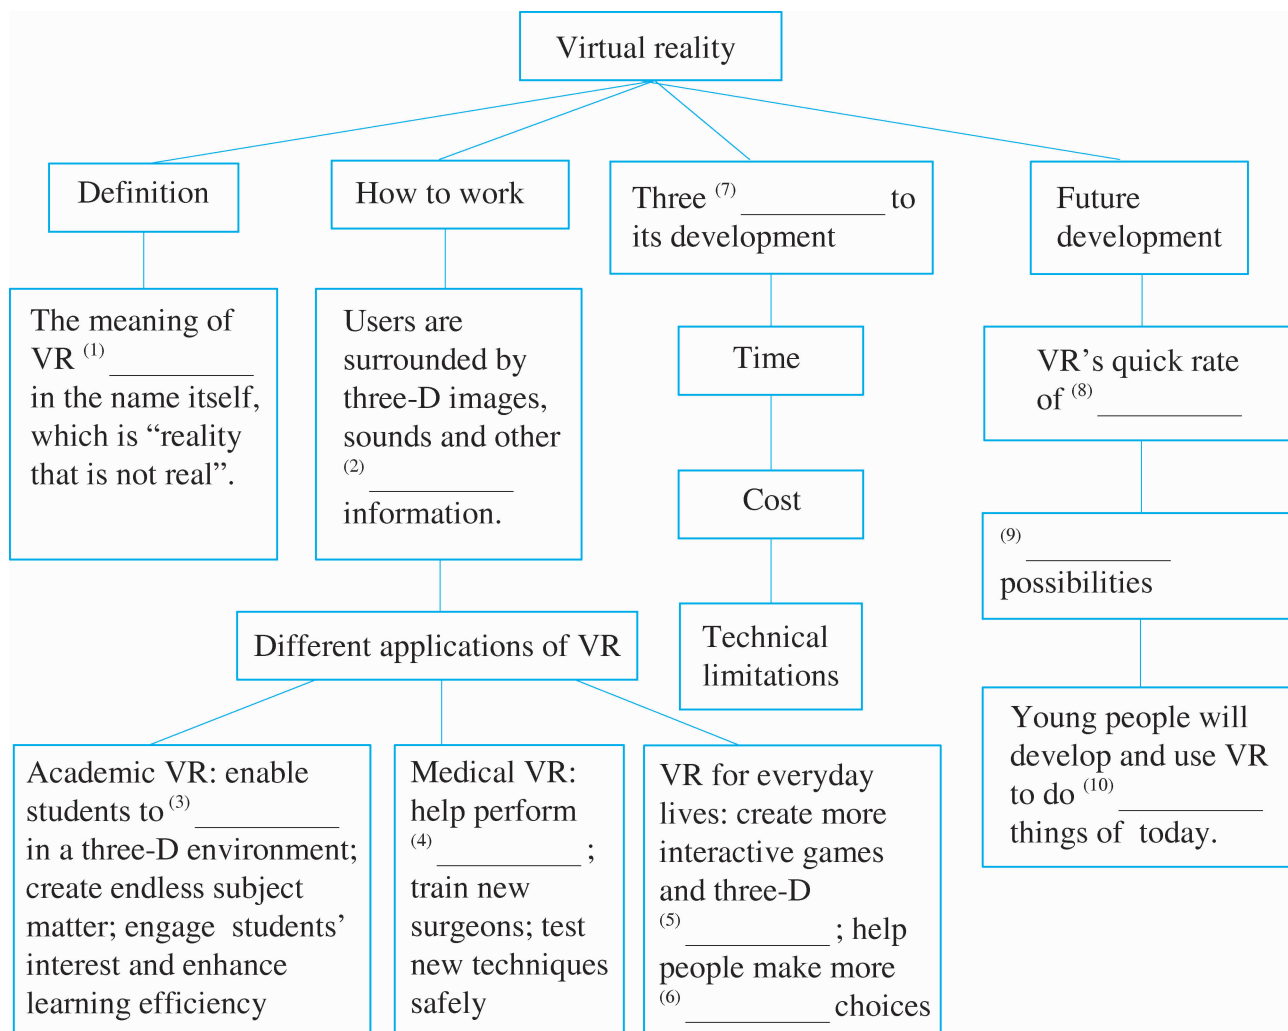 Virtual reality
Definition
How to work
Three (7) __________ to
its development
Future
development
The meaning of
VR (1) __________
in the name itself,
which is “reality
that is not real”.
Users are
surrounded by
three-D images,
sounds and other
(2) __________
information.
Time
Cost
Technical
limitations
VR’s quick rate
of (8) __________
(9) __________
possibilities
Young people will
develop and use VR
to do (10) __________
things of today.
Different applications of VR
Academic VR: enable
students to (3) __________
in a three-D environment;
create endless subject
matter; engage students’
interest and enhance
learning efficiency
Medical VR:
help perform
(4) __________ ;
train new
surgeons; test
new techniques
safely
VR for everyday
lives: create more
interactive games
and three-D
(5) __________ ; help
people make more
(6) __________ choices